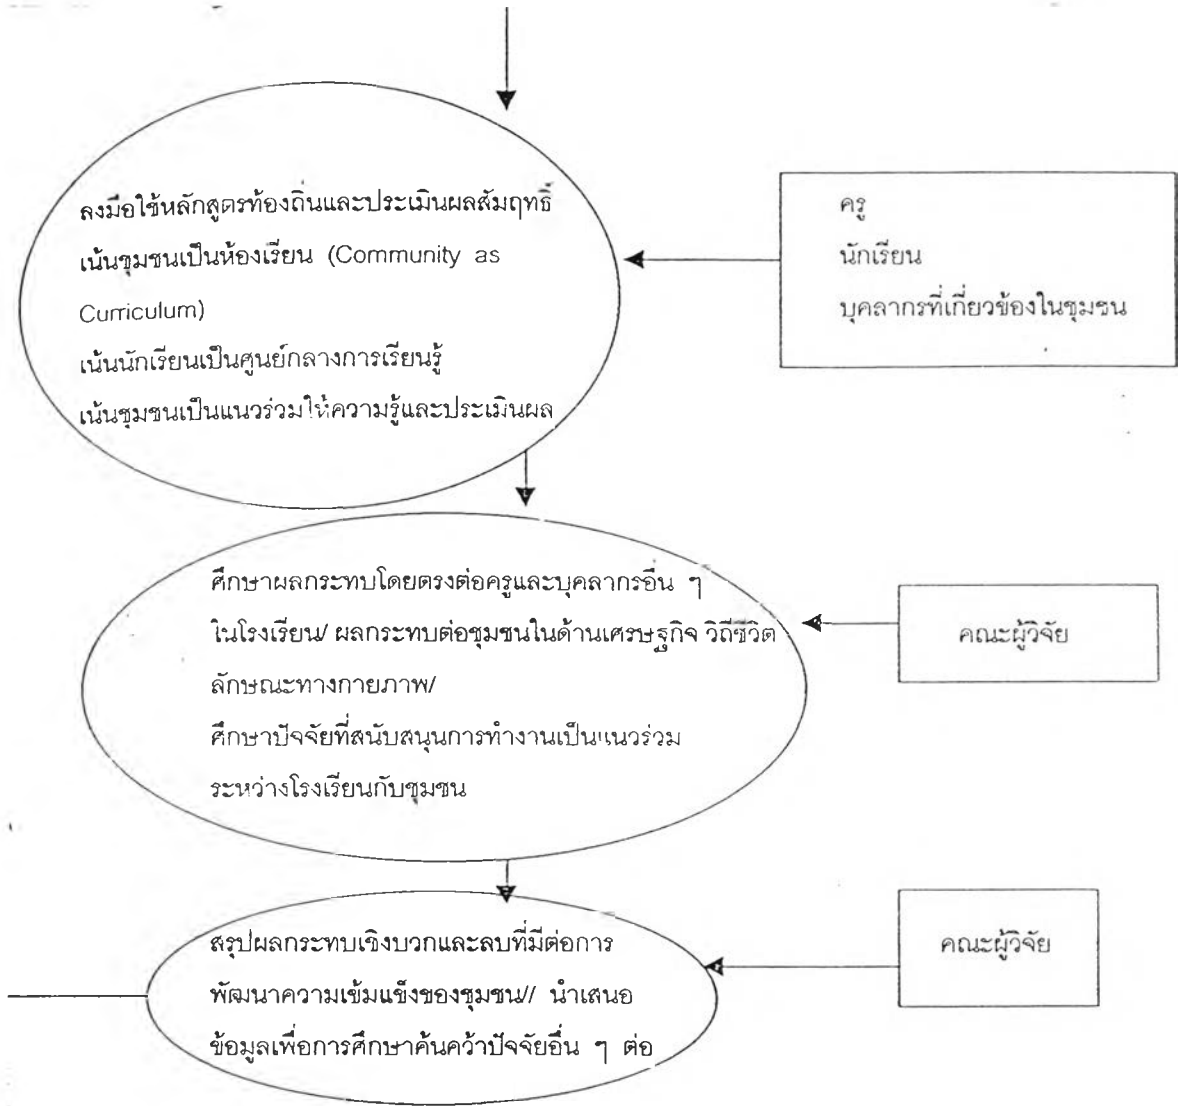 ลงมือใช้หลักสูตรท้องถิ่นและประเมินผลสัมฤทธิ์
เน้นชุมชนเป็นห้องเรียน (Community as
Curriculum)
เน้นนักเรียนเป็นศูนย์กลางการเรียนรู้
เน้นชุมชนเป็นแนวร่วมให้ความรู้และประเมินผล
ครู
นักเรียน
บุคลากรที่เกี่ยวข้องในชุมชน
ศึกษาผลกระทบโดยตรงต่อครูและบุคลากรอื่น ๆ
ในโรงเรียน/ ผลกระทบต่อชุมชนในด้านเศรษฐกิจ วิถีชีวิต
ลักษณะทางกายภาพ/
ศึกษาปัจจัยที่สนับสนุนการทำงานเป็นแนวร่วม
ระหว่างโรงเรียนกับชุมชน
คณะผู้วิจัย
สรุปผลกระทบเชิงบวกและลบที่มีต่อการ
พัฒนาความเข้มแข็งของชุมชน// นำเสนอ
ข้อมูลเพื่อการศึกษาค้นคว้าปัจจัยอื่น ๆ ต่อ
คณะผู้วิจัย